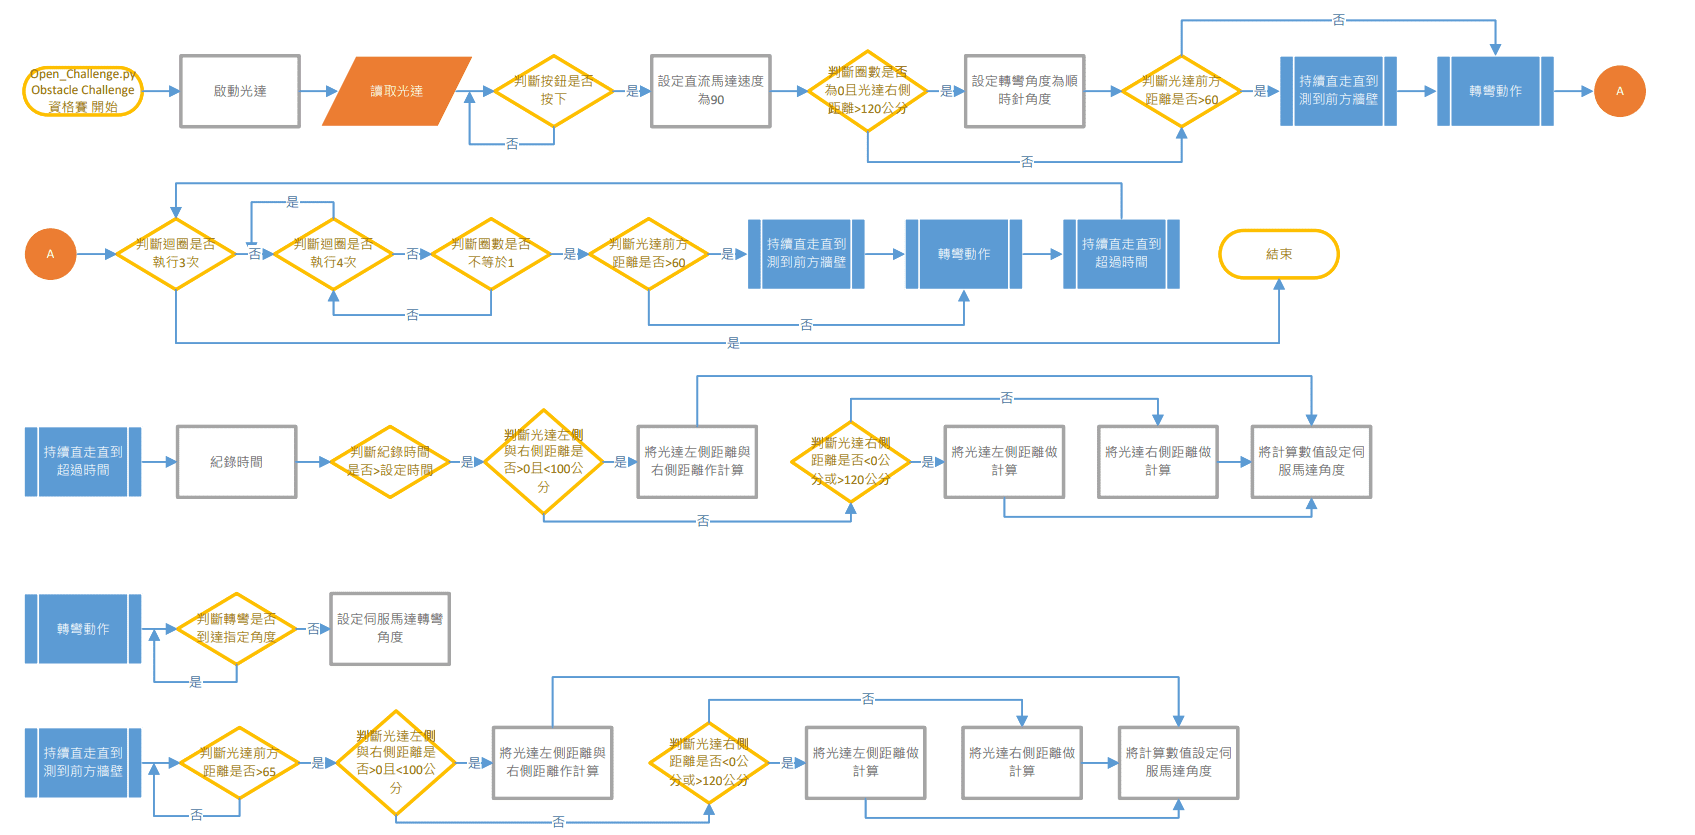 否
Open_Challenge.py
Obstacle Challenge
資格賽 開始
啟動光達
讀取光達
判斷按鈕是否
按下
是
否
設定直流馬達速度
為90
判斷圈數是否
為0且光達右側
距離>120公分
是
否
設定轉彎角度為順
時針角度
判斷光達前方
距離是否>60
是
持續直走直到
測到前方牆壁
轉彎動作
A
A
判斷迴圈是否
執行3次
否
是
判斷迴圈是否
執行4次
否
判斷圈數是否
不等於1
是
否
判斷光達前方
距離是否>60
是
持續直走直到
測到前方牆壁
轉彎動作
持續直走直到
超過時間
結束
否
是
持續直走直到
超過時間
紀錄時間
判斷紀錄時間
是否>設定時間
是
判斷光達左側
與右側距離是
否>0且<100公
分
是
否
將光達左側距離與
右側距離作計算
判斷光達右側
距離是否<0公
分或>120公分
是
否
將光達左側距離做
計算
將光達右側距離做
計算
將計算數值設定伺
服馬達角度
轉彎動作
判斷轉彎是否
到達指定角度
否
是
設定伺服馬達轉彎
角度
持續直走直到
測到前方牆壁
判斷光達前方
距離是否>65
是
否
判斷光達左側
與右側距離是
否>0且<100公
分
是
否
將光達左側距離與
右側距離作計算
判斷光達右側
距離是否<0公
分或>120公分
是
否
將光達左側距離做
計算
將光達右側距離做
計算
將計算數值設定伺
服馬達角度